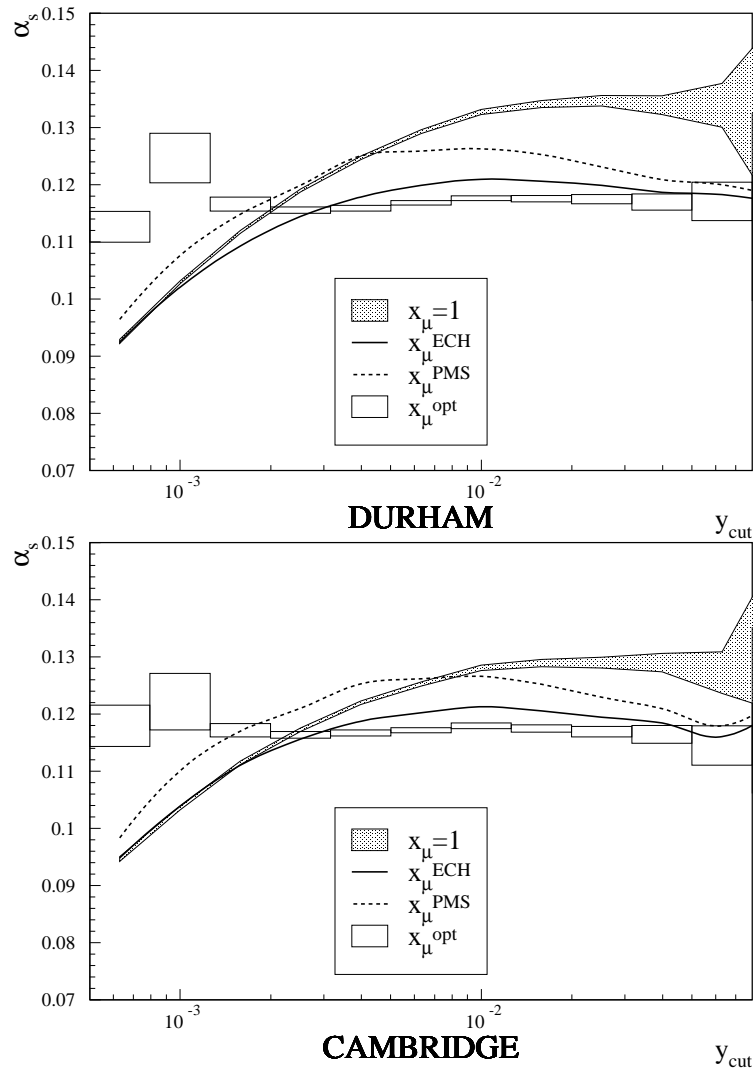 α_s
0.15
0.14
0.13
0.12
0.11
0.1
0.09
0.08
0.07
x_μ=1
x_μ^ECH
x_μ^PMS
x_μ^opt
10^-3
10^-2
DURHAM
y_cut
α_s
0.15
0.14
0.13
0.12
0.11
0.1
0.09
0.08
0.07
x_μ=1
x_μ^ECH
x_μ^PMS
x_μ^opt
10^-3
10^-2
CAMBRIDGE
y_cut